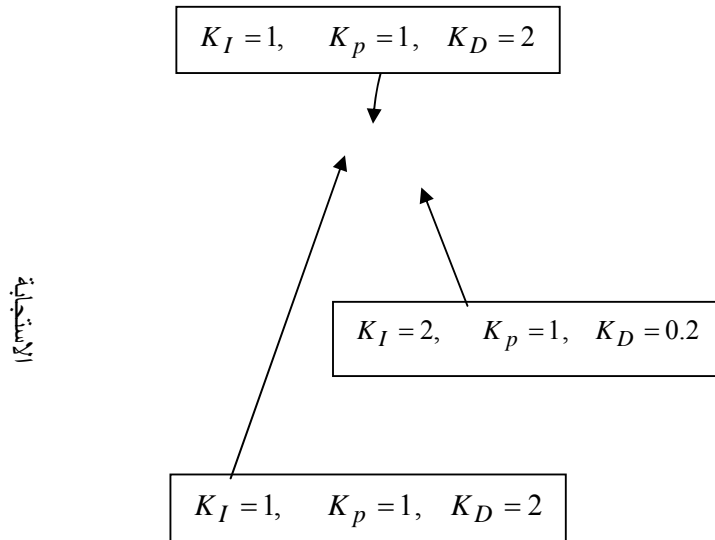 K_I = 1, K_p = 1, K_D = 2
الاستجابة
K_I = 2, K_p = 1, K_D = 0.2
K_I = 1, K_p = 1, K_D = 2